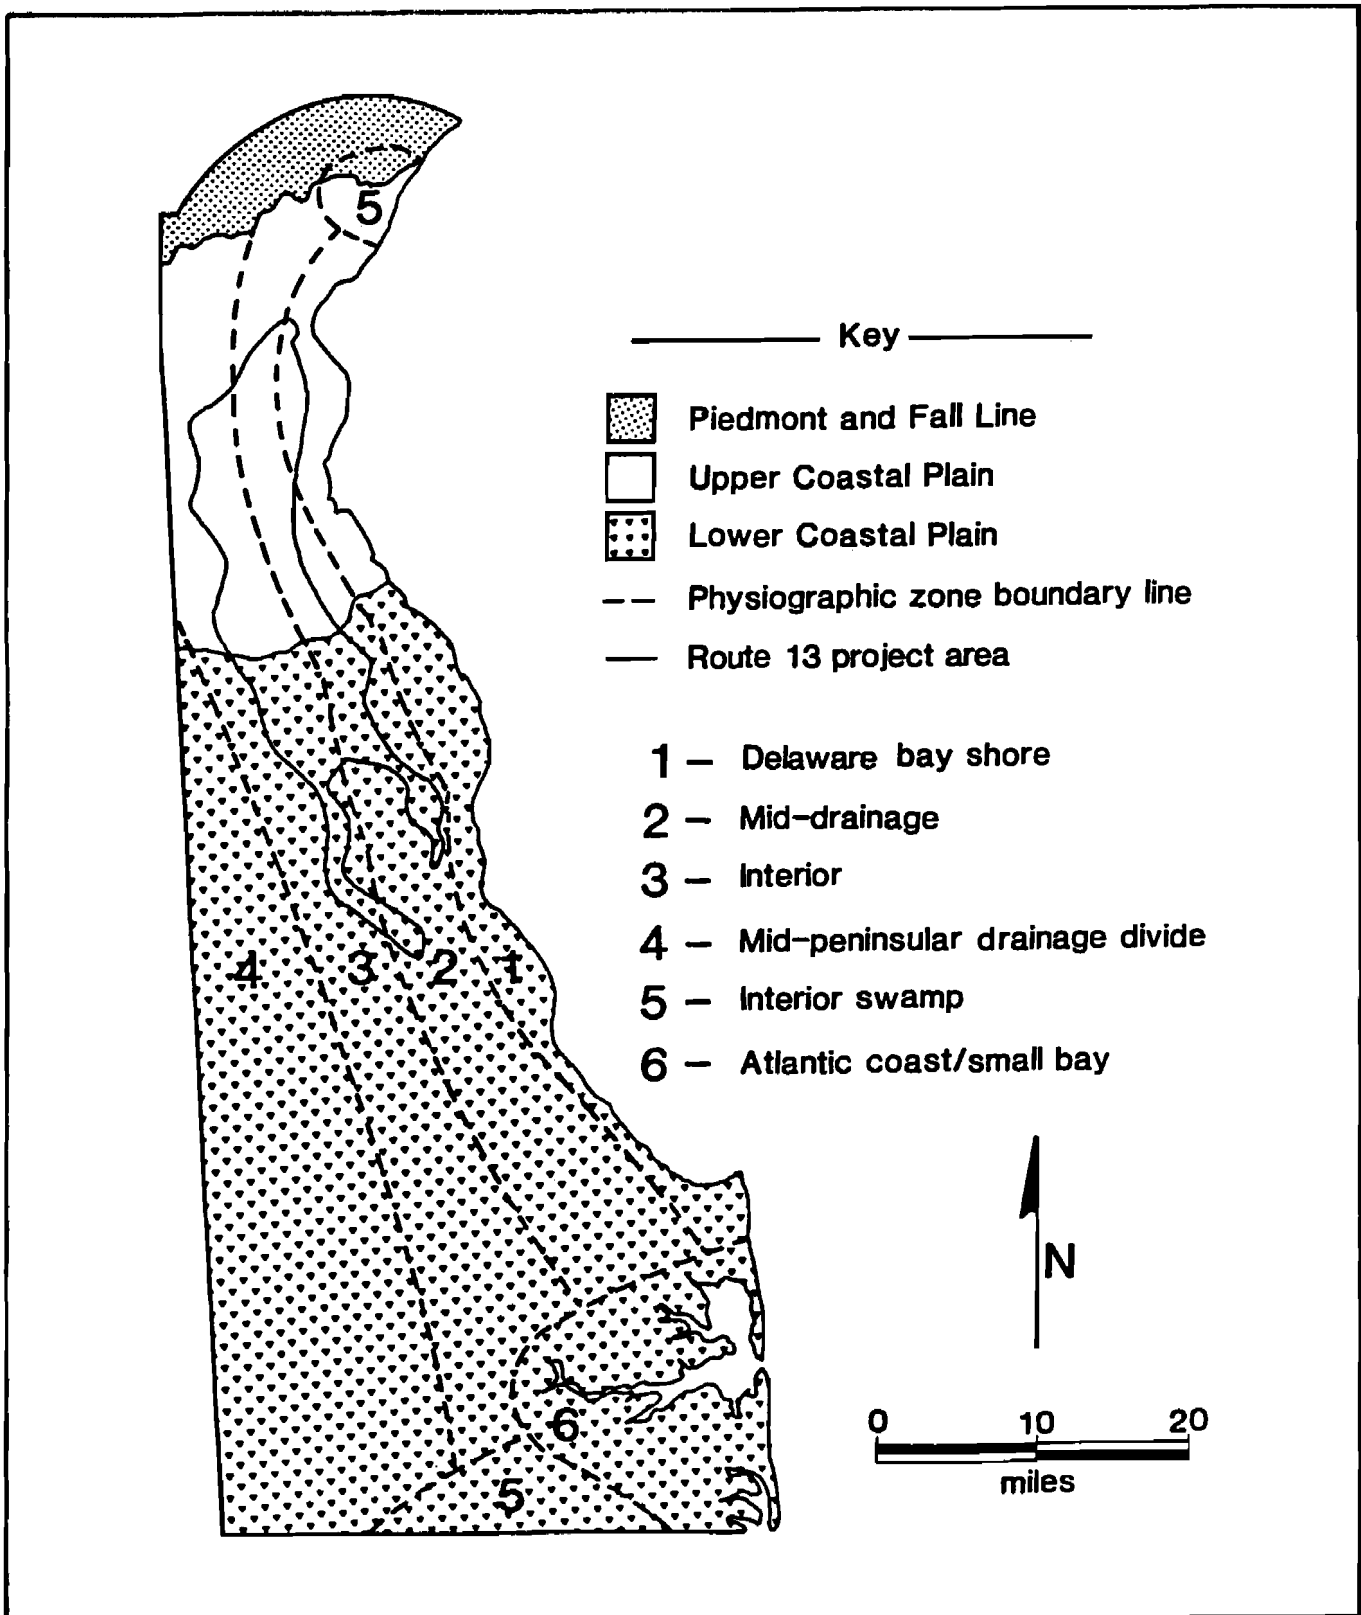 5
Key
Piedmont and Fall Line
Upper Coastal Plain
Lower Coastal Plain
Physiographic zone boundary line
Route 13 project area
1 – Delaware bay shore
2 – Mid-drainage
3 – Interior
4 – Mid-peninsular drainage divide
5 – Interior swamp
6 – Atlantic coast/small bay
4 3 2 1
N
0 10 20
miles
6
5